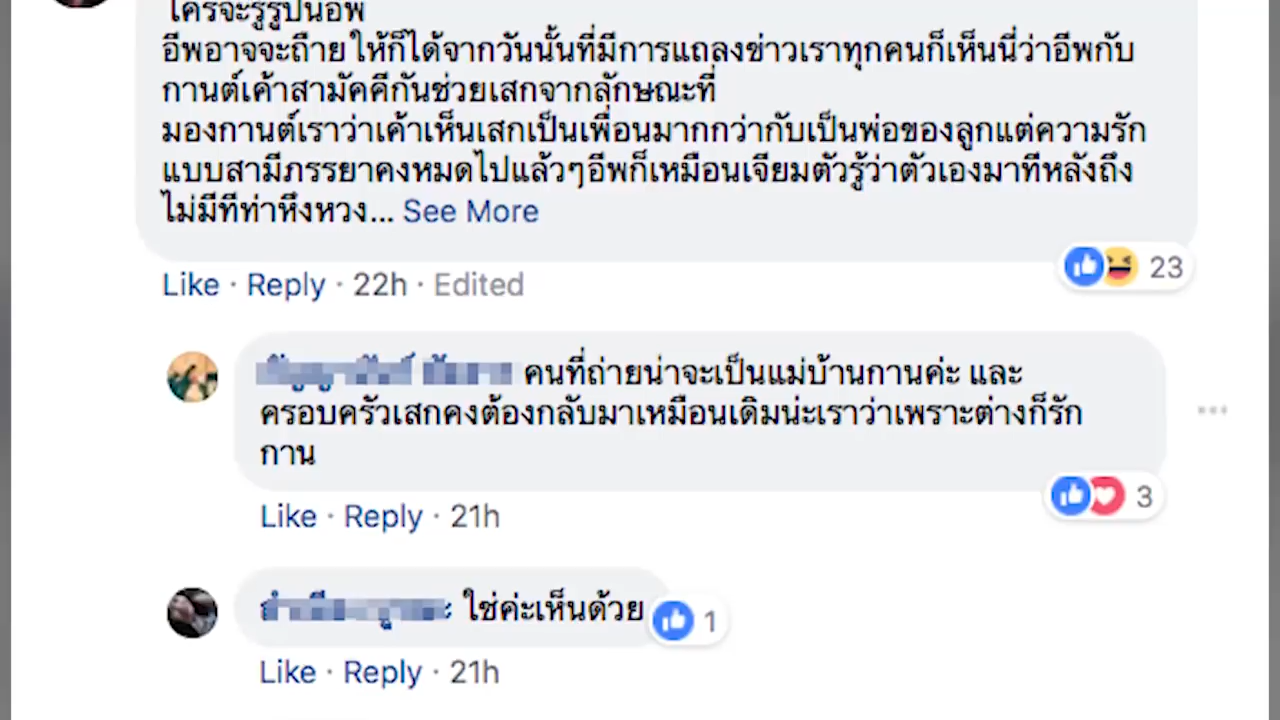 ใครจะรู้รูปนี้อีพ
อีพอาจจะถ่าย ให้ก็ได้จากวันนั้นที่มีการแถลงข่าวเราทุกคนก็เห็นนี่ว่าอีพกับ
กานต์เค้าสามัคคีกันช่วยเสกจากลักษณะที่
มองกานต์เราว่าเค้าเห็นเสกเป็นเพื่อนมากกว่ากับเป็นพ่อของลูกแต่ความรัก
แบบสามีภรรยาคงหมดไปแล้วๆอีพก็เหมือนเจียมตัวรู้ว่าตัวเองมาทีหลังถึง
ไม่มีทีท่าหึงหวง... See More
Like · Reply · 22h · Edited
23
คนที่ถ่ายน่าจะเป็นแม่บ้านกานค่ะ และ
ครอบครัวเสกคงต้องกลับมาเหมือนเดิมน่ะเราว่าเพราะต่างก็รัก
กาน
3
Like · Reply · 21h
ใช่ค่ะเห็นด้วย
1
Like · Reply · 21h